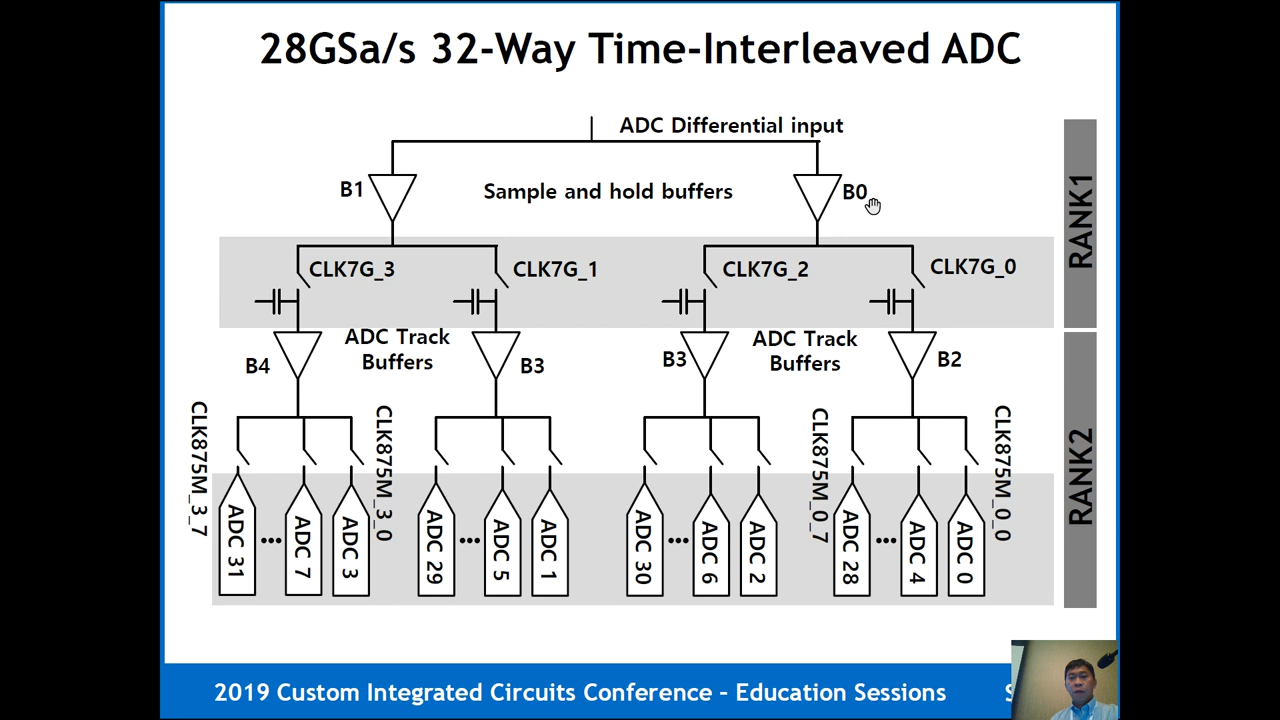 28GSa/s 32-Way Time-Interleaved ADC
ADC Differential input
B1
Sample and hold buffers
B0
RANK1
CLK7G_3
CLK7G_1
CLK7G_2
CLK7G_0
ADC Track
Buffers
ADC Track
Buffers
B4
B3
B3
B2
CLK875M_3_7
CLK875M_3_0
CLK875M_0_7
CLK875M_0_0
RANK2
ADC 31
...
ADC 7
ADC 3
ADC 29
...
ADC 5
ADC 1
ADC 30
...
ADC 6
ADC 2
ADC 28
...
ADC 4
ADC 0
2019 Custom Integrated Circuits Conference - Education Sessions